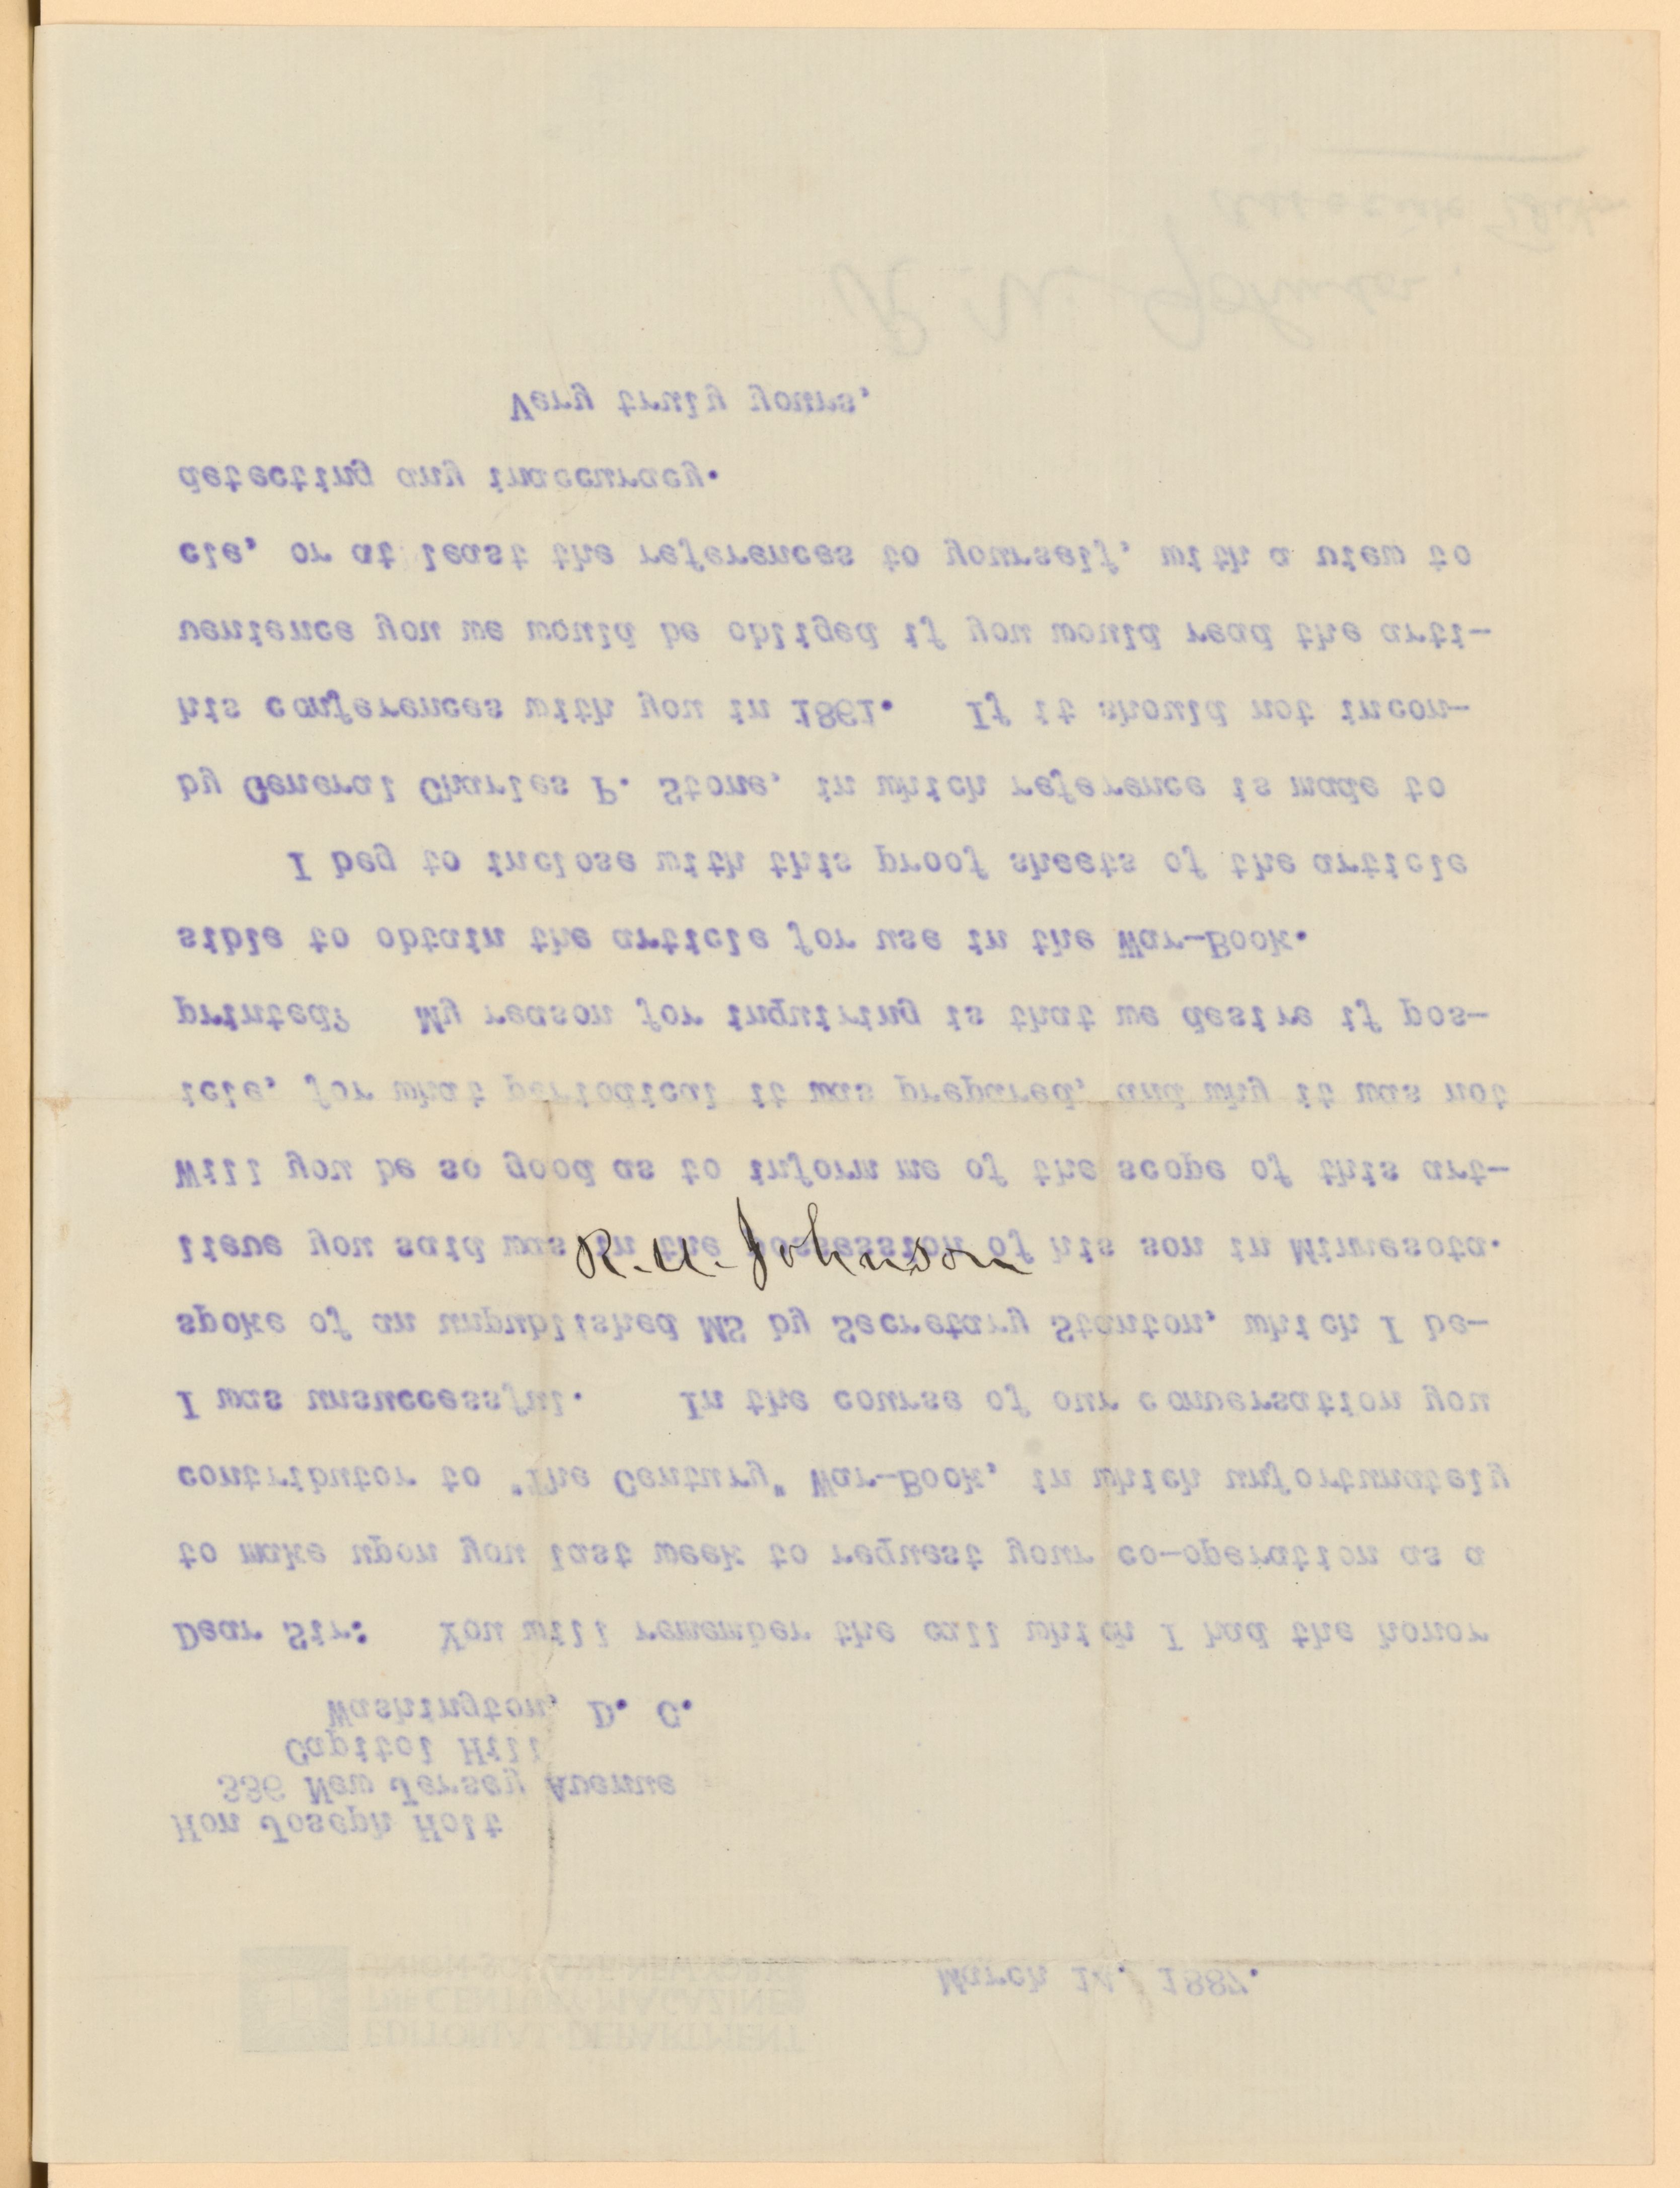 EDITORIAL DEPARTMENT
THE CENTURY MAGAZINE
UNION SQUARE NEW YORK
March 14, 1887.
Hon Joseph Holt
336 New Jersey Avenue
Capitol Hill
Washington, D. C.
Dear Sir: You will remember the call which I had the honor
to make upon you last week to request your co-operation as a
contributor to "The Century" War-Book, in which unfortunately
I was unsuccessful. In the course of our conversation you
spoke of an unpublished MS by Secretary Stanton, which I be-
lieve you said was in the possession of his son in Minnesota.
Will you be so good as to inform me of the scope of this art-
icle, for what periodical it was prepared, and why it was not
printed? My reason for inquiring is that we desire if pos-
sible to obtain the article for use in the War-Book.
I beg to inclose with this proof sheets of the article
by General Charles P. Stone, in which reference is made to
his conferences with you in 1861. If it should not incon-
venience you we would be obliged if you would read the arti-
cle, or at least the references to yourself, with a view to
detecting any inaccuracy.
Very truly yours,
R. U. Johnson
Associate Editor
R. U. Johnson